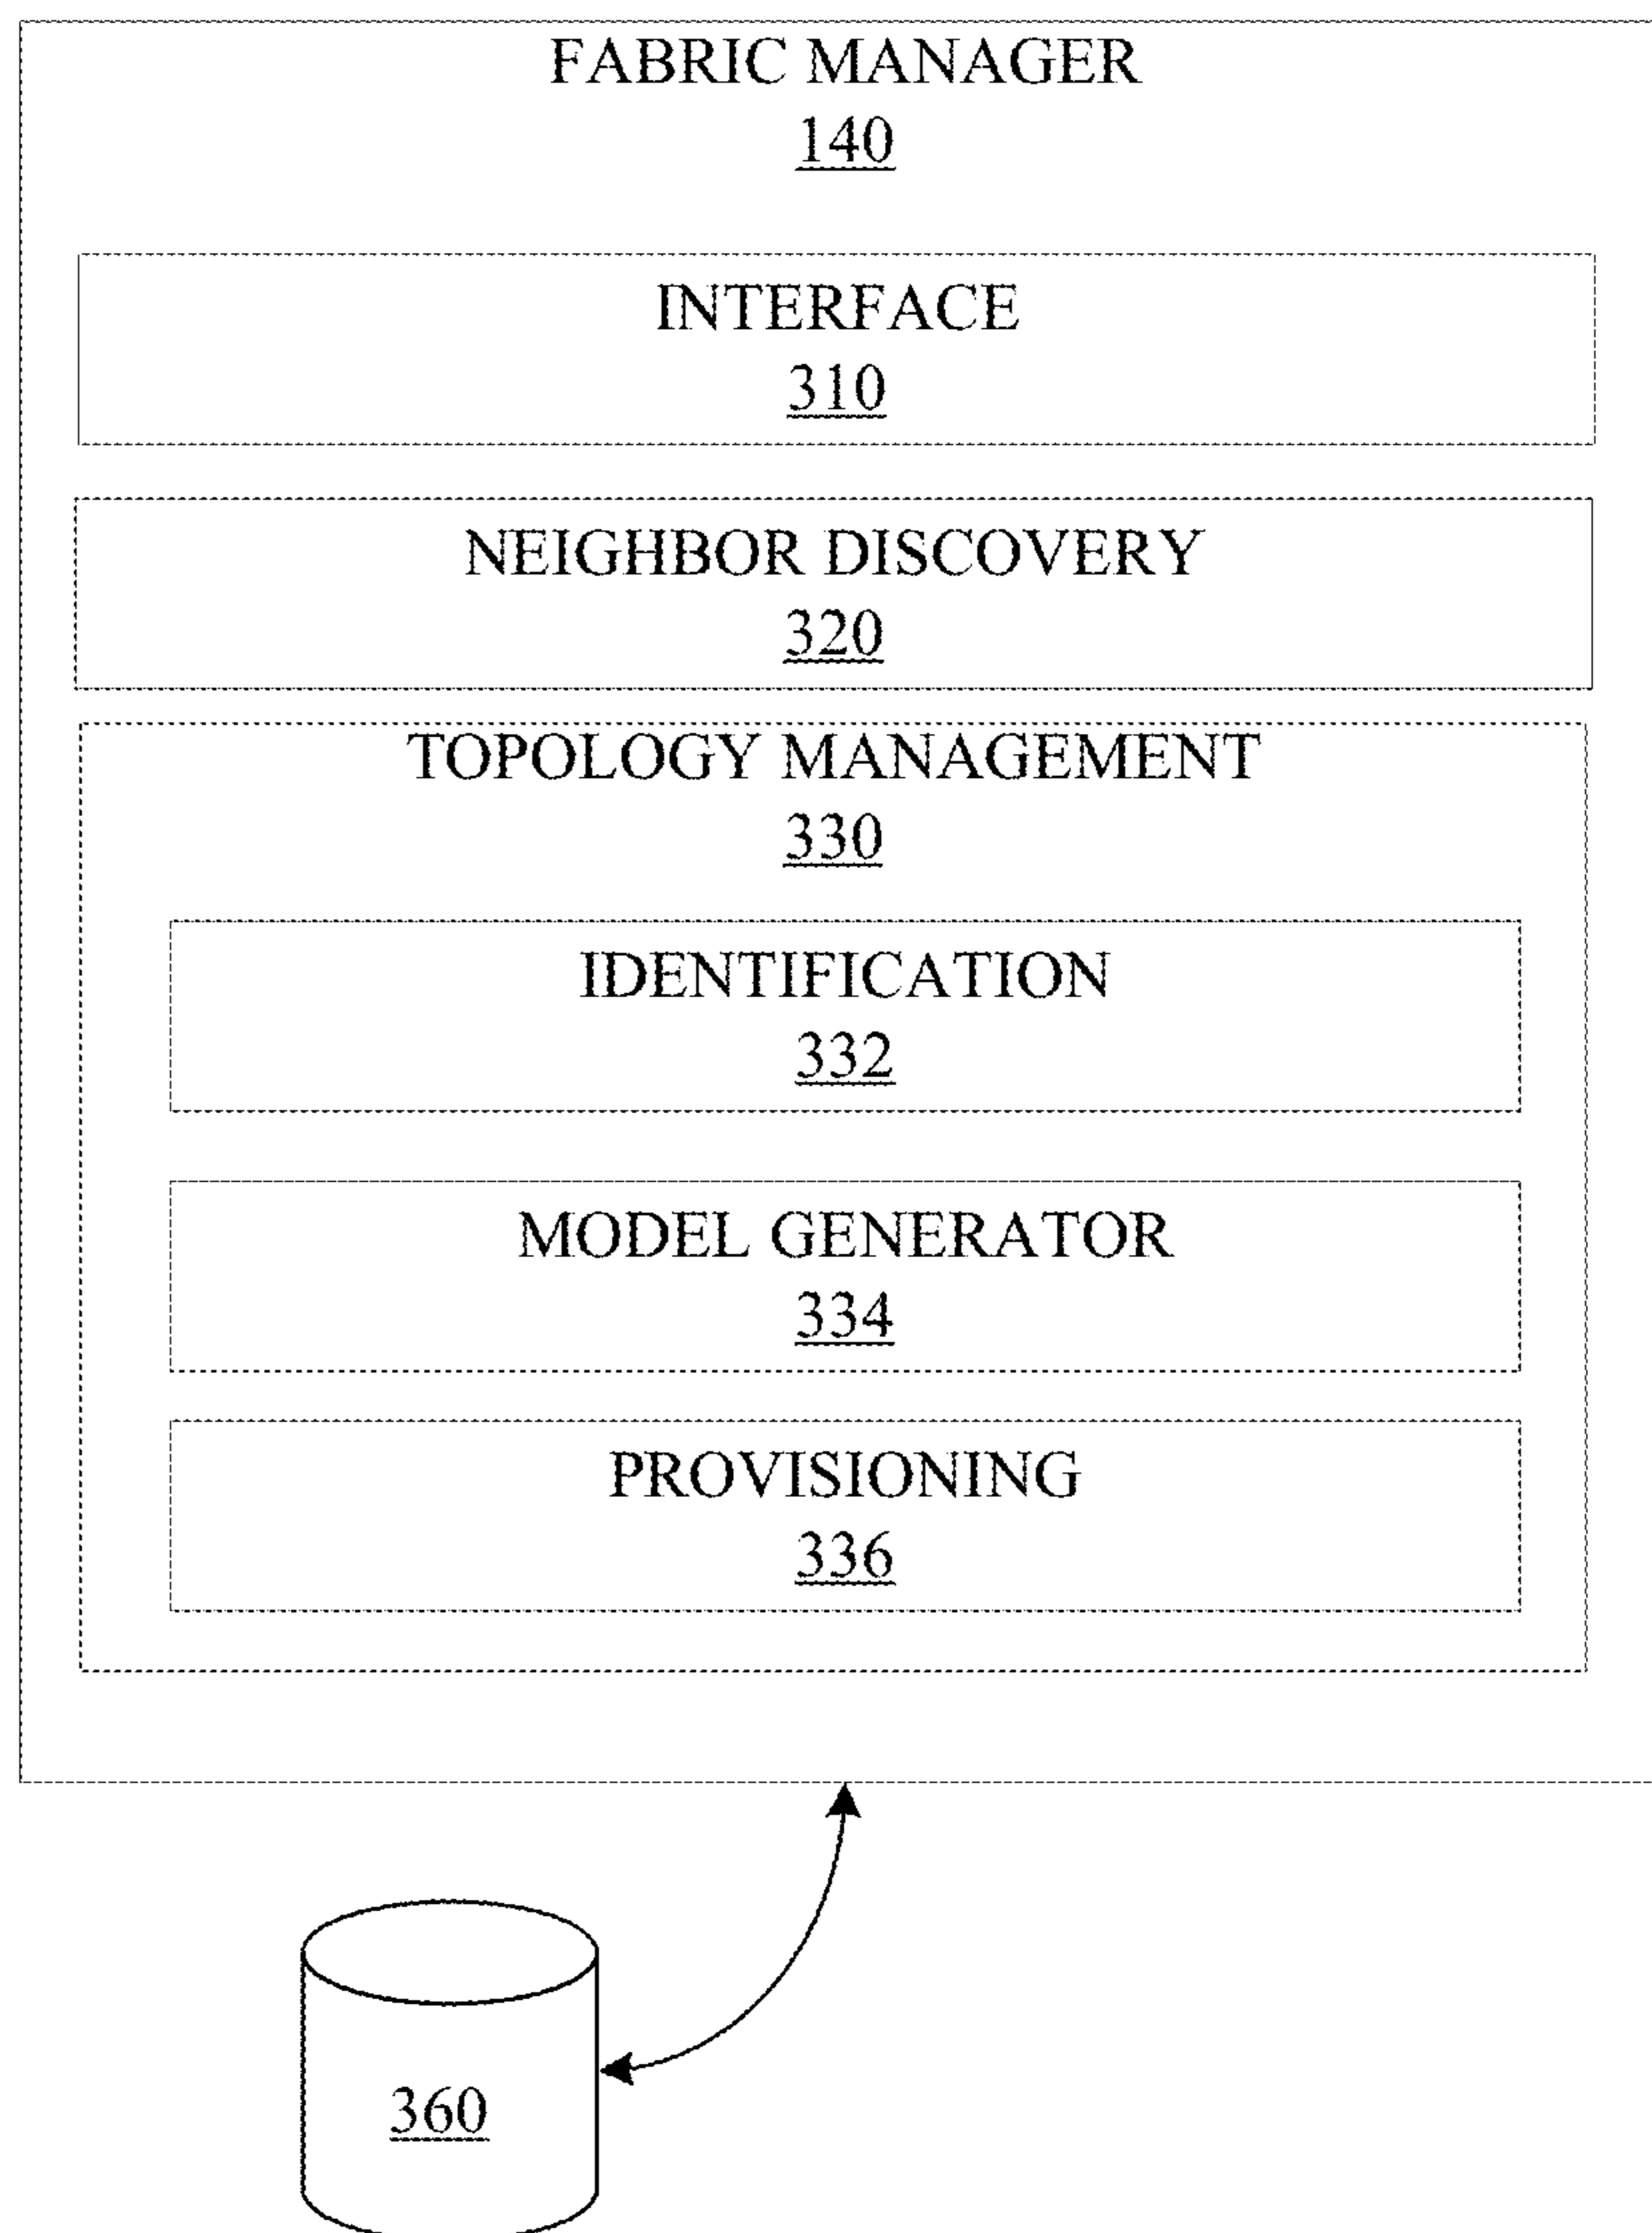 FABRIC MANAGER
140
INTERFACE
310
NEIGHBOR DISCOVERY
320
TOPOLOGY MANAGEMENT
330
IDENTIFICATION
332
MODEL GENERATOR
334
PROVISIONING
336
360